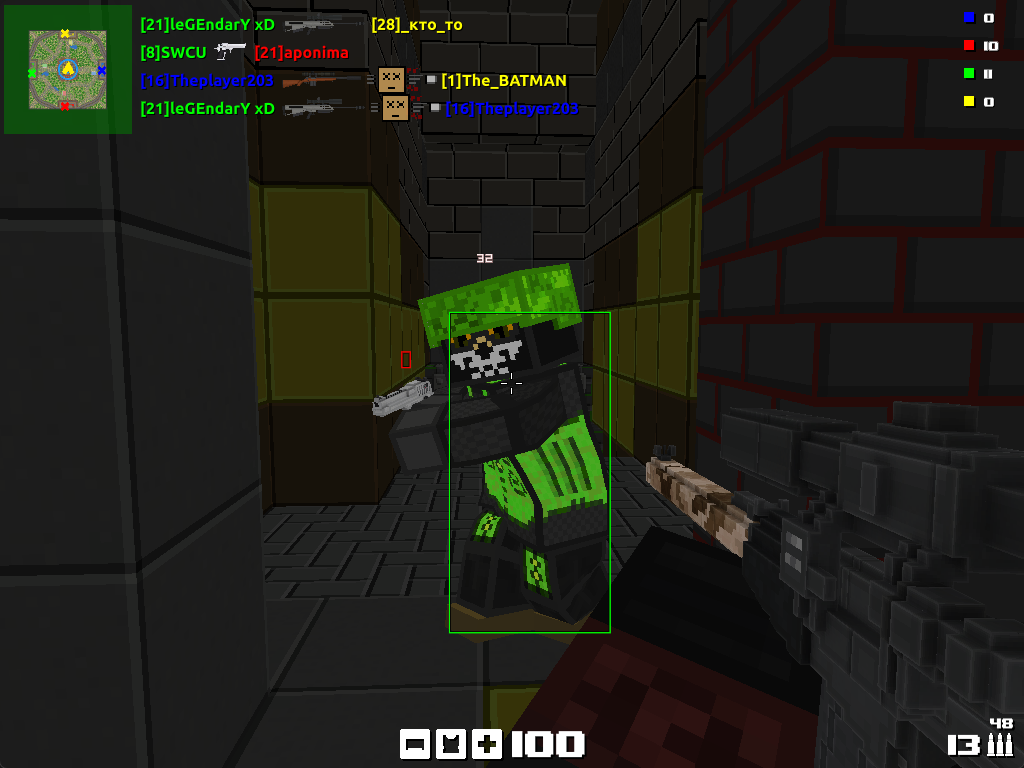 [21]leGEndarY xD [28]_кто_то
[8]SWCU [21]aponima
[16]Theplayer203 [1]The_BATMAN
[21]leGEndarY xD [16]Theplayer203
0
10
11
0
32
100
48
13